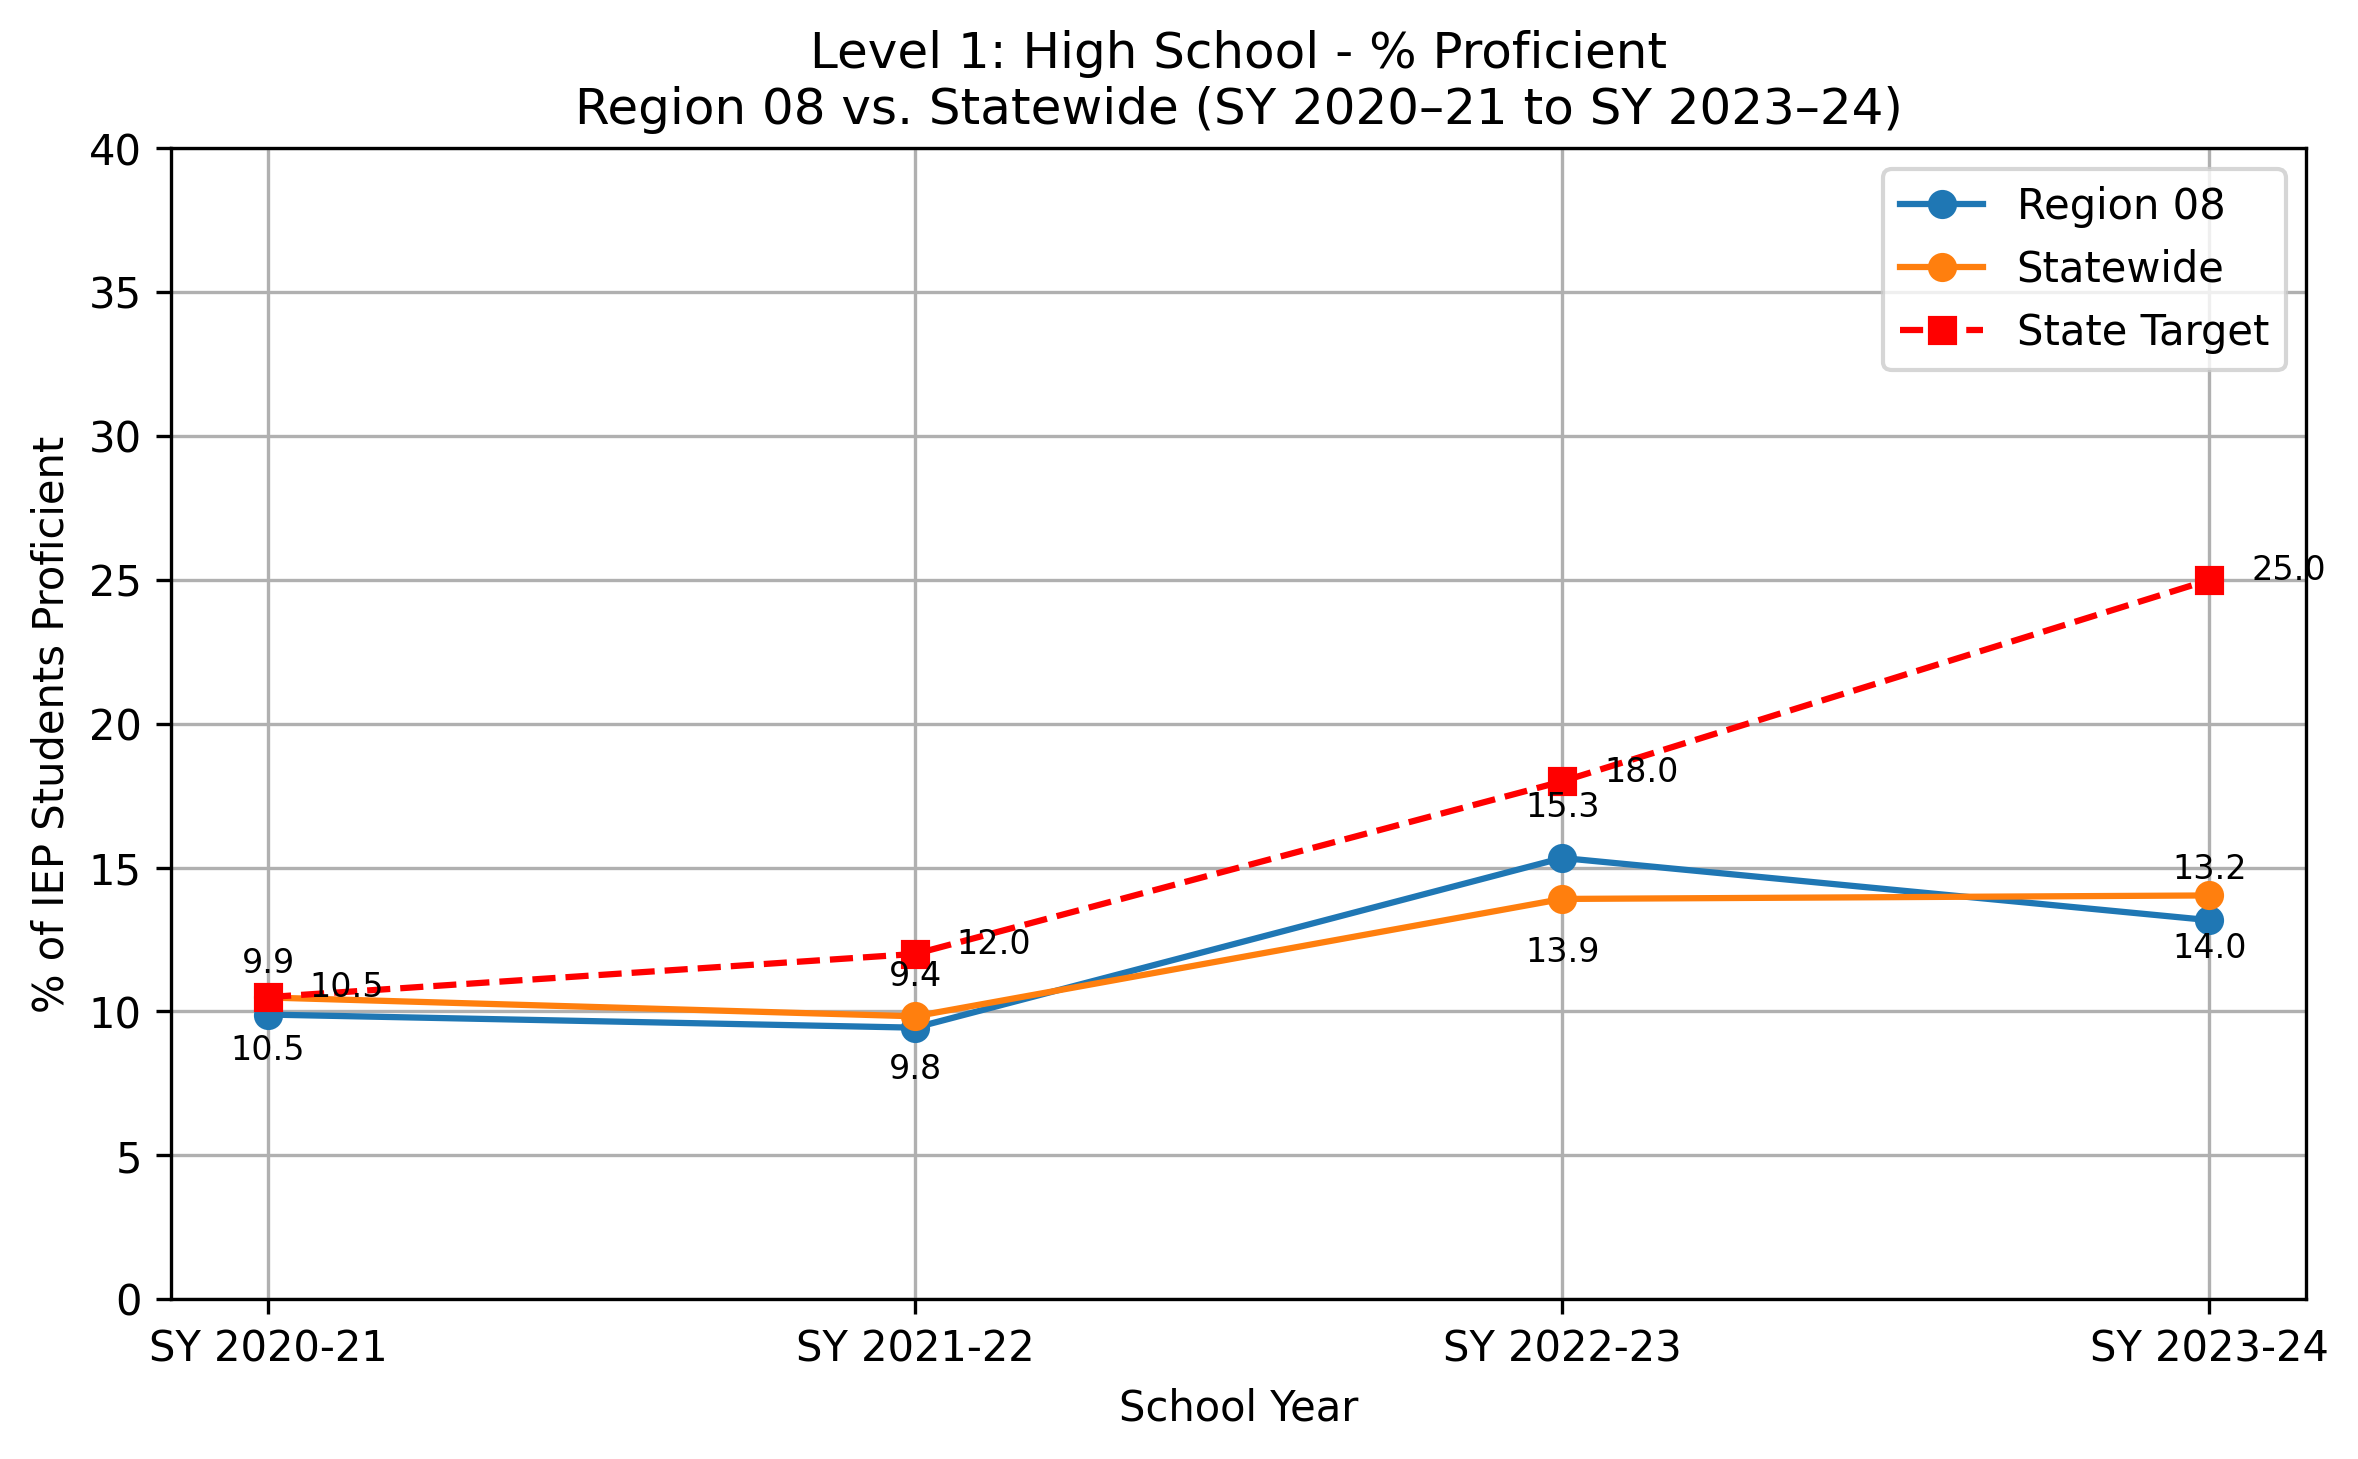 Level 1: High School - % Proficient
Region 08 vs. Statewide (SY 2020–21 to SY 2023–24)
Region 08
Statewide
State Target
% of IEP Students Proficient
40
35
30
25
20
15
10
5
0
9.9
10.5
10.5
12.0
9.4
9.8
18.0
15.3
13.9
25.0
13.2
14.0
SY 2020-21
SY 2021-22
SY 2022-23
SY 2023-24
School Year